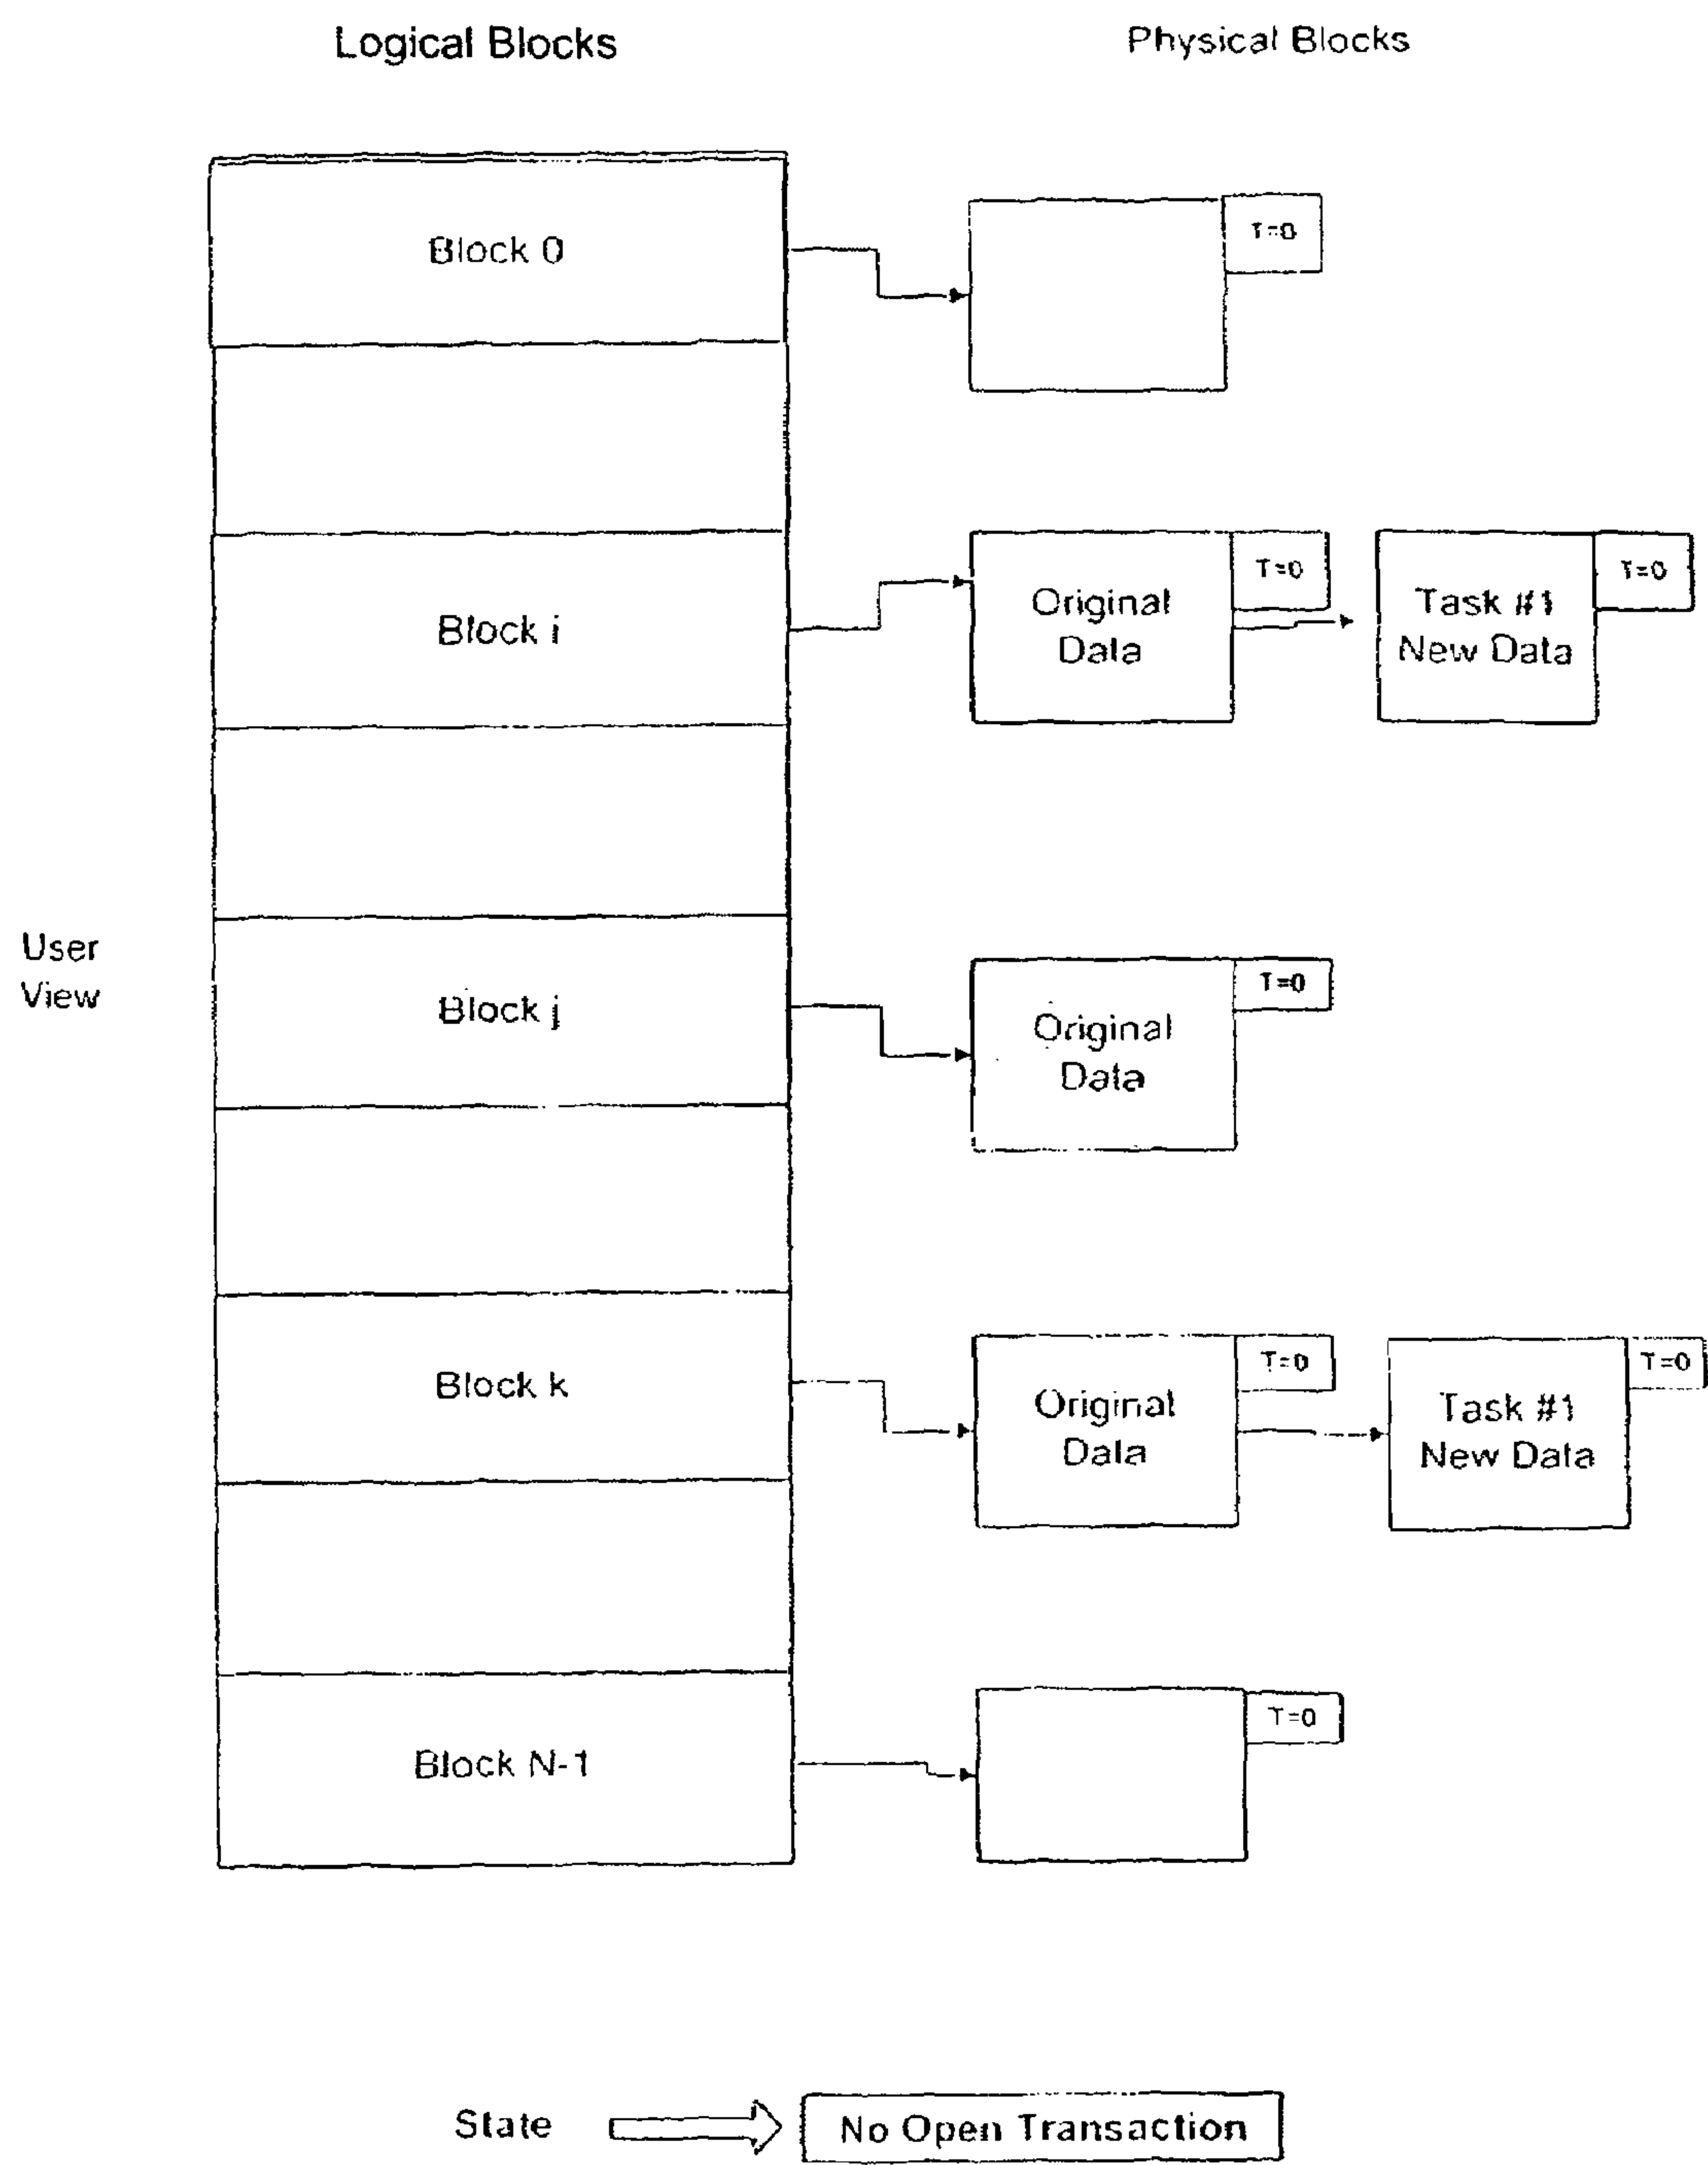 Logical Blocks
Physical Blocks
Block 0
T=0
Block i
Original
Data
T=0
Task #1
New Data
T=0
User
View
Block j
Original
Data
T=0
Block k
Original
Data
T=0
Task #1
New Data
T=0
Block N-1
T=0
State
No Open Transaction